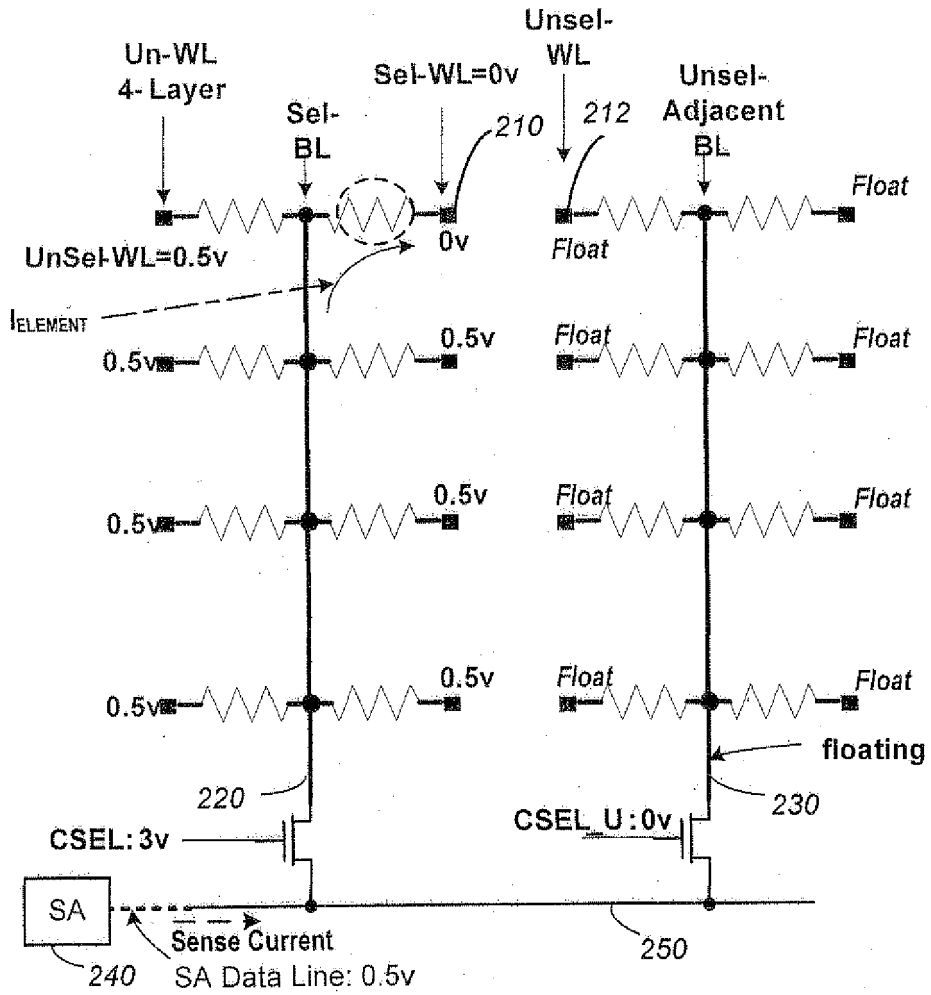 Un-WL
4-Layer
Sel-
BL
Sel-WL=0v
210
Unsel-
WL
212
Unsel-
Adjacent
BL
Float
0v
Float
UnSel-WL=0.5v
IELEMENT
0.5v
0.5v
Float
Float
0.5v
0.5v
Float
Float
0.5v
0.5v
Float
Float
floating
220
230
CSEL: 3v
CSEL_U : 0v
SA
Sense Current
250
240
SA Data Line: 0.5v